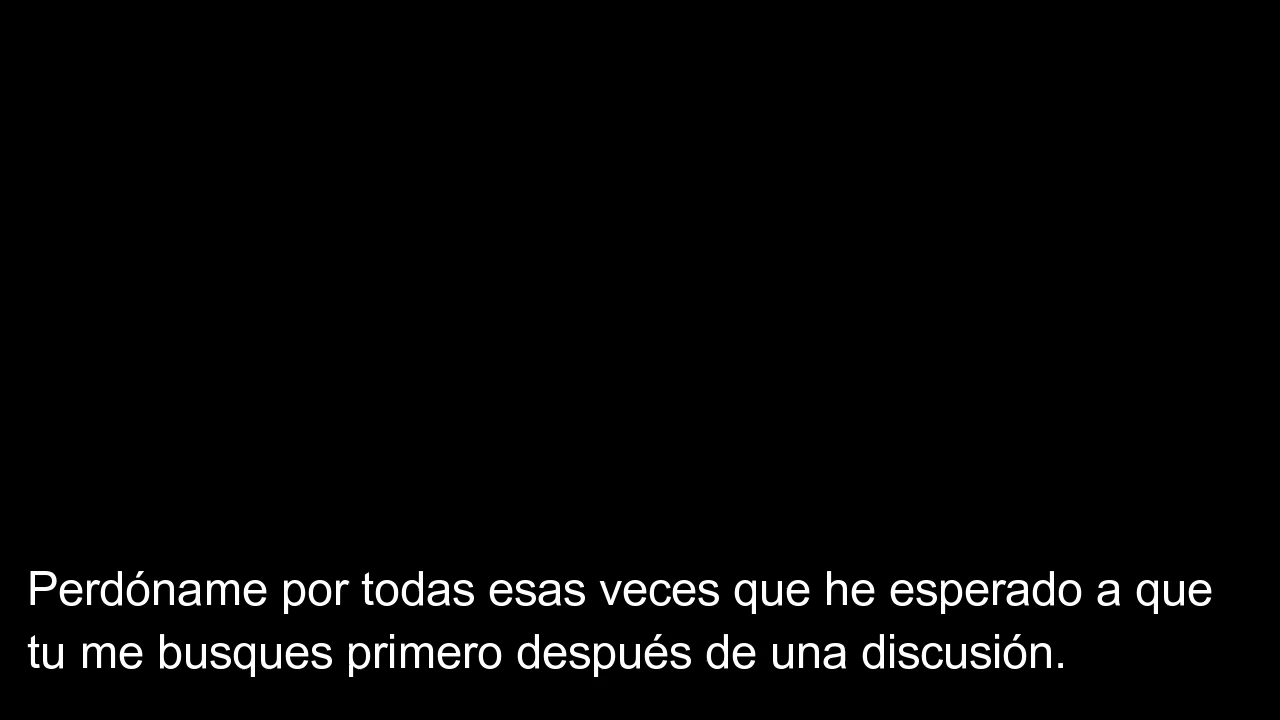 Perdóname por todas esas veces que he esperado a que
tu me busques primero después de una discusión.